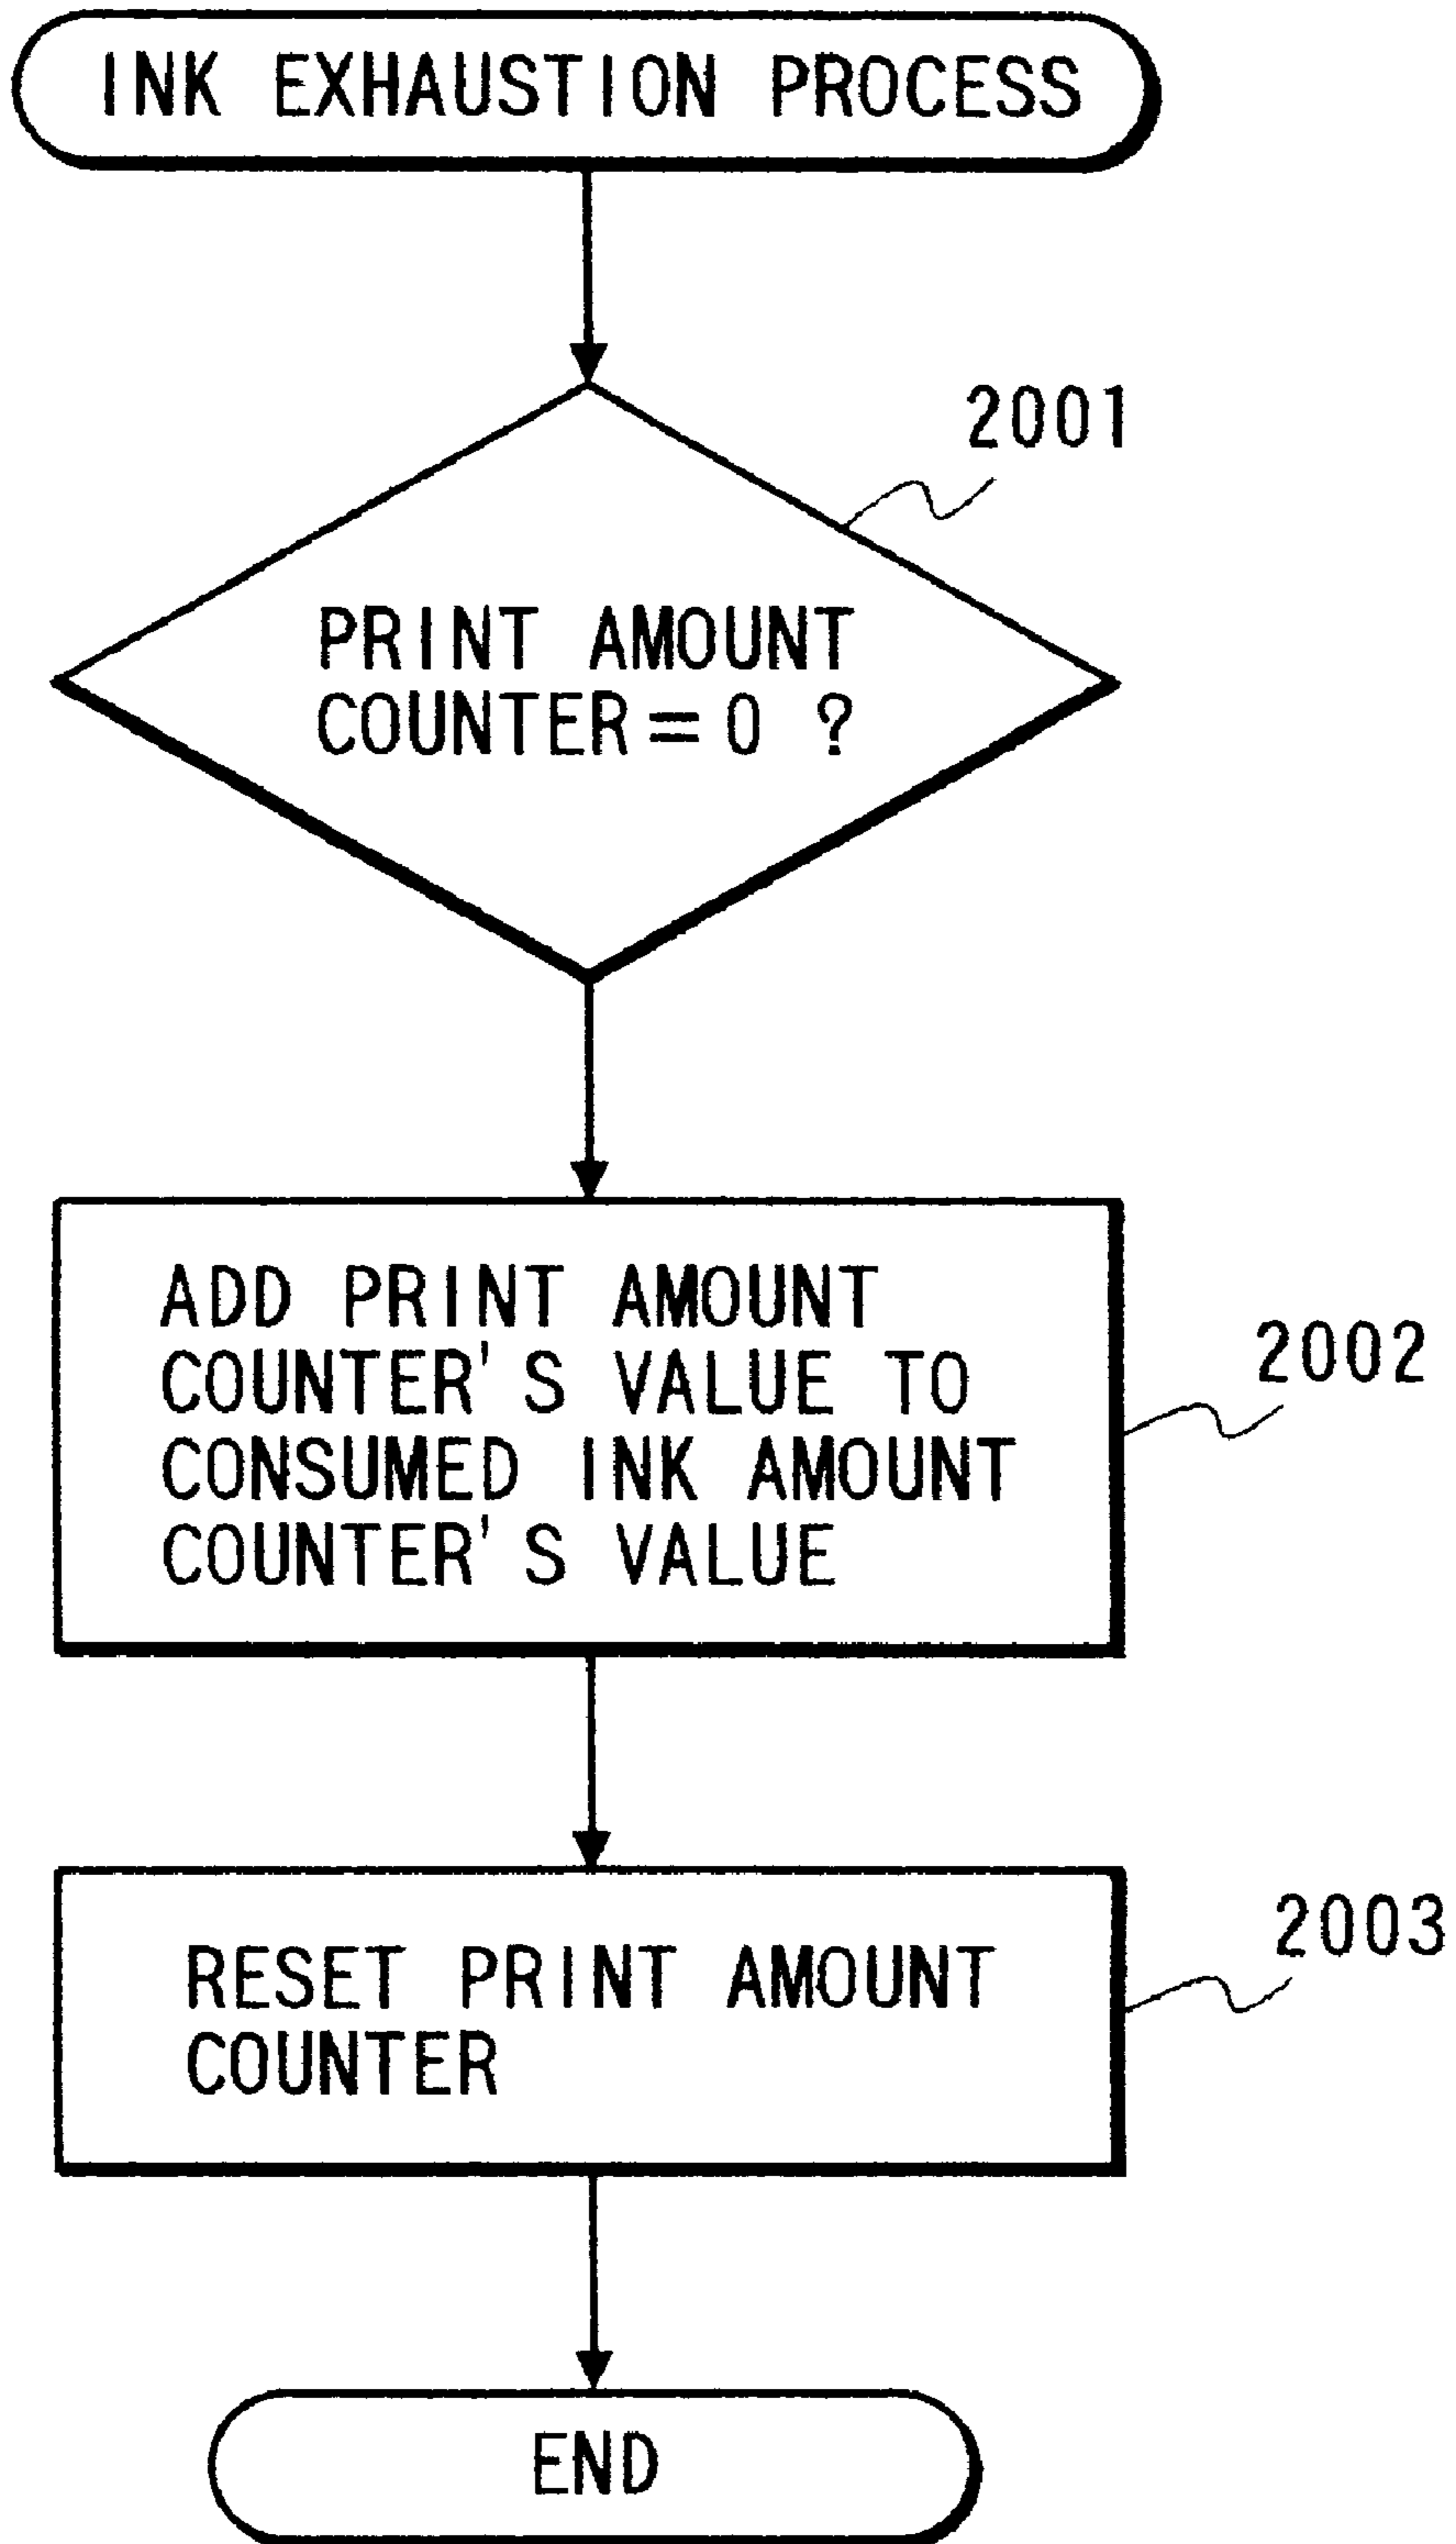 INK EXHAUSTION PROCESS
2001
PRINT AMOUNT
COUNTER=0 ?
ADD PRINT AMOUNT
COUNTER'S VALUE TO
CONSUMED INK AMOUNT
COUNTER'S VALUE
2002
RESET PRINT AMOUNT
COUNTER
2003
END